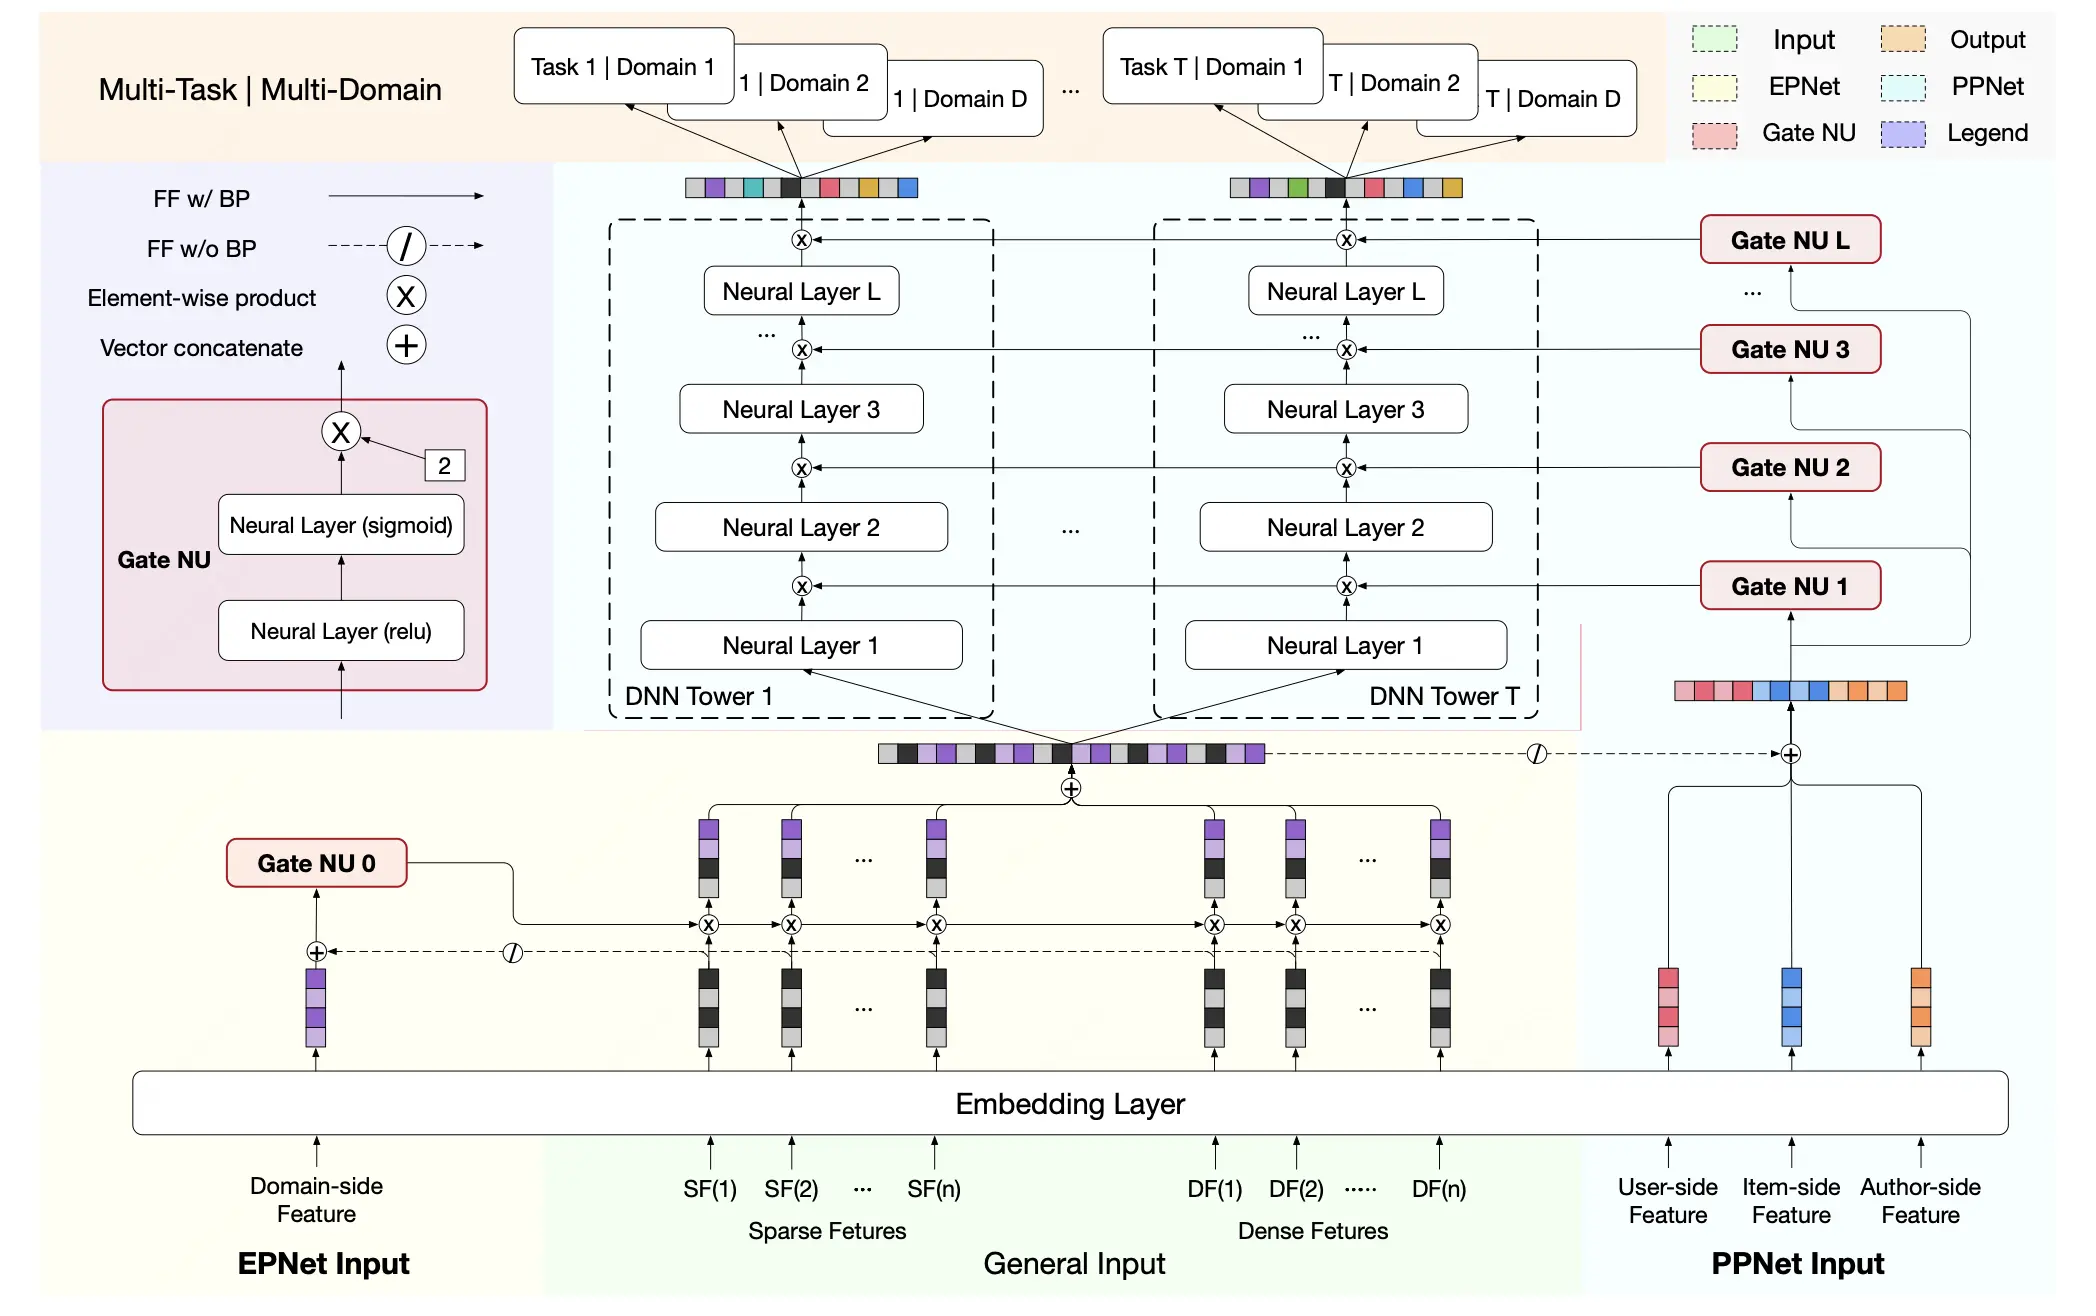 Multi-Task | Multi-Domain
Task 1 | Domain 1
1 | Domain 2
1 | Domain D
...
Task T | Domain 1
T | Domain 2
T | Domain D
Input
Output
EPNet
PPNet
Gate NU
Legend
FF w/ BP
FF w/o BP
/
Element-wise product
X
Vector concatenate
+
X
2
Neural Layer (sigmoid)
Gate NU
Neural Layer (relu)
X
Neural Layer L
...
X
Neural Layer 3
X
Neural Layer 2
X
Neural Layer 1
DNN Tower 1
...
X
Neural Layer L
...
X
Neural Layer 3
X
Neural Layer 2
X
Neural Layer 1
DNN Tower T
Gate NU L
...
Gate NU 3
Gate NU 2
Gate NU 1
/
+
+
Gate NU 0
...
...
X X X X X X
+
/
...
...
Embedding Layer
Domain-side
Feature
SF(1) SF(2) ... SF(n)
Sparse Fetures
DF(1) DF(2) ..... DF(n)
Dense Fetures
User-side
Feature
Item-side
Feature
Author-side
Feature
EPNet Input
General Input
PPNet Input